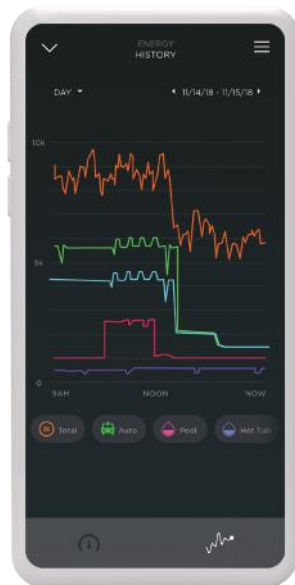 ENERGY
HISTORY
DAY
11/14/18 - 11/15/18
10k
5k
0
9AM NOON NOW
Total Auto Pool Hot Tub